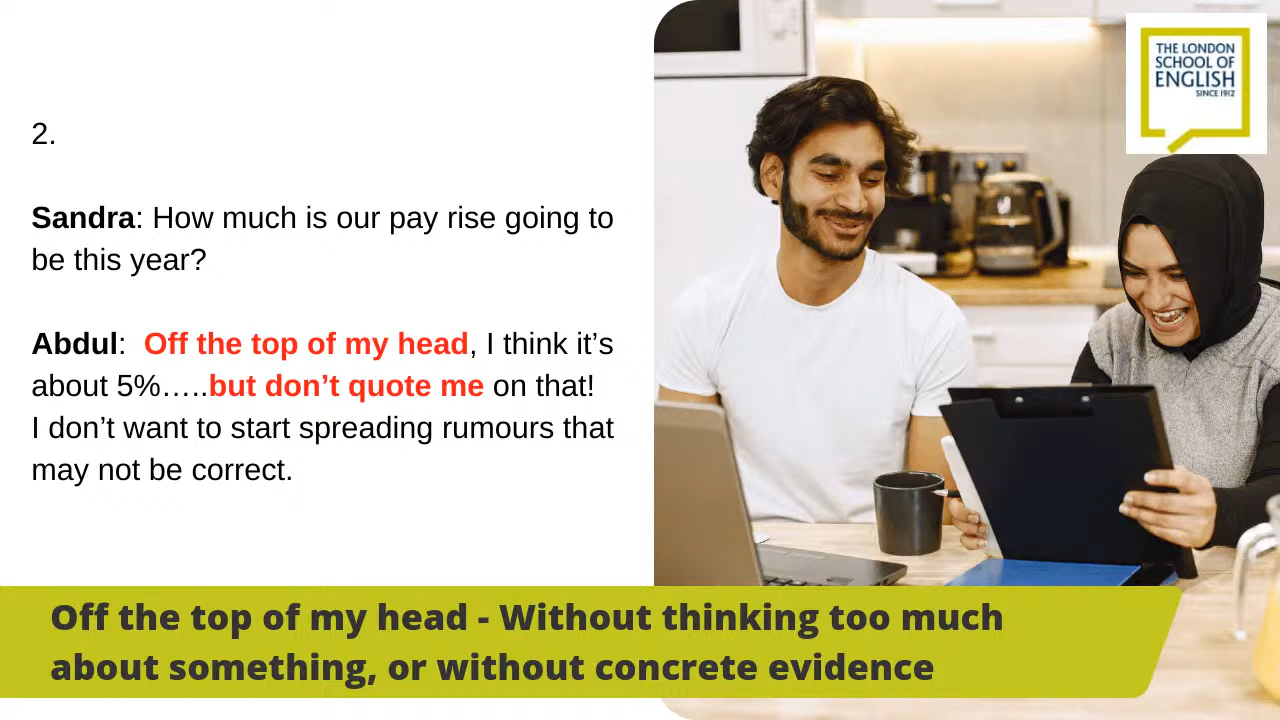 2.
Sandra: How much is our pay rise going to
be this year?
Abdul:  Off the top of my head, I think it’s
about 5%…..but don’t quote me on that!
I don’t want to start spreading rumours that
may not be correct.
THE LONDON
SCHOOL OF
ENGLISH
SINCE 1912
Off the top of my head - Without thinking too much
about something, or without concrete evidence